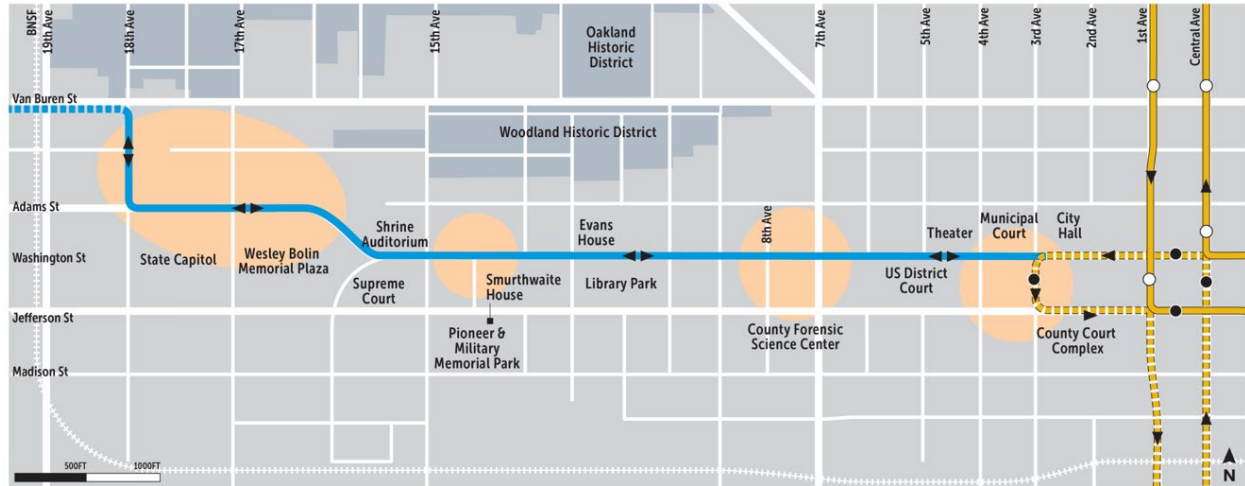 BNSF
19th Ave
18th Ave
17th Ave
15th Ave
7th Ave
5th Ave
4th Ave
3rd Ave
2nd Ave
1st Ave
Central Ave
Oakland
Historic
District
Van Buren St
Woodland Historic District
Adams St
Shrine
Auditorium
Evans
House
8th Ave
Theater
Municipal
Court
City
Hall
Washington St
State Capitol
Wesley Bolin
Memorial Plaza
Supreme
Court
Smurthwaite
House
Library Park
US District
Court
Jefferson St
Pioneer &
Military
Memorial Park
County Forensic
Science Center
County Court
Complex
Madison St
500FT
1000FT
N